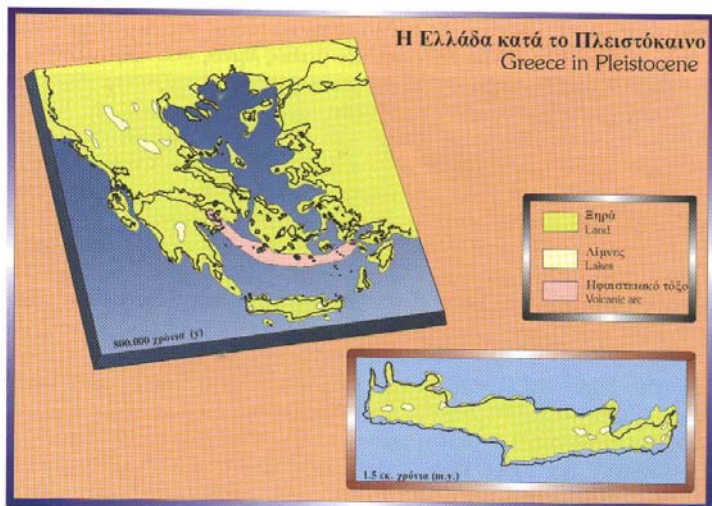 Η Ελλάδα κατά το Πλειστόκαινο
Greece in Pleistocene
Ξηρά
Land
Λίμνες
Lakes
Ηφαιστειακό τόξο
Volcanic arc
800.000 χρόνια (y)
1.5 εκ. χρόνια (m.y.)